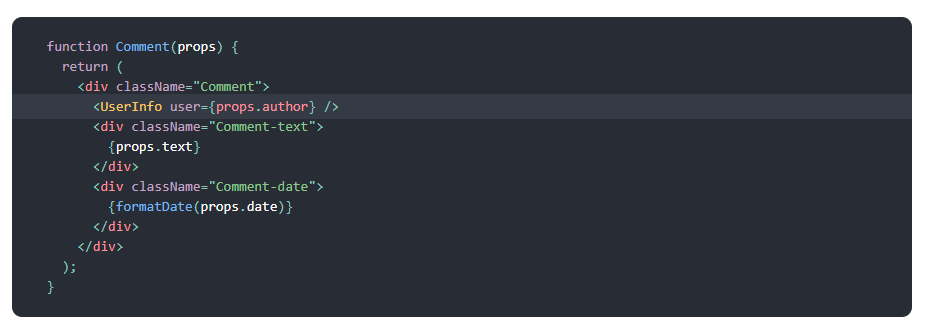 function Comment(props) {
  return (
    <div className="Comment">
      <UserInfo user={props.author} />
      <div className="Comment-text">
        {props.text}
      </div>
      <div className="Comment-date">
        {formatDate(props.date)}
      </div>
    </div>
  );
}